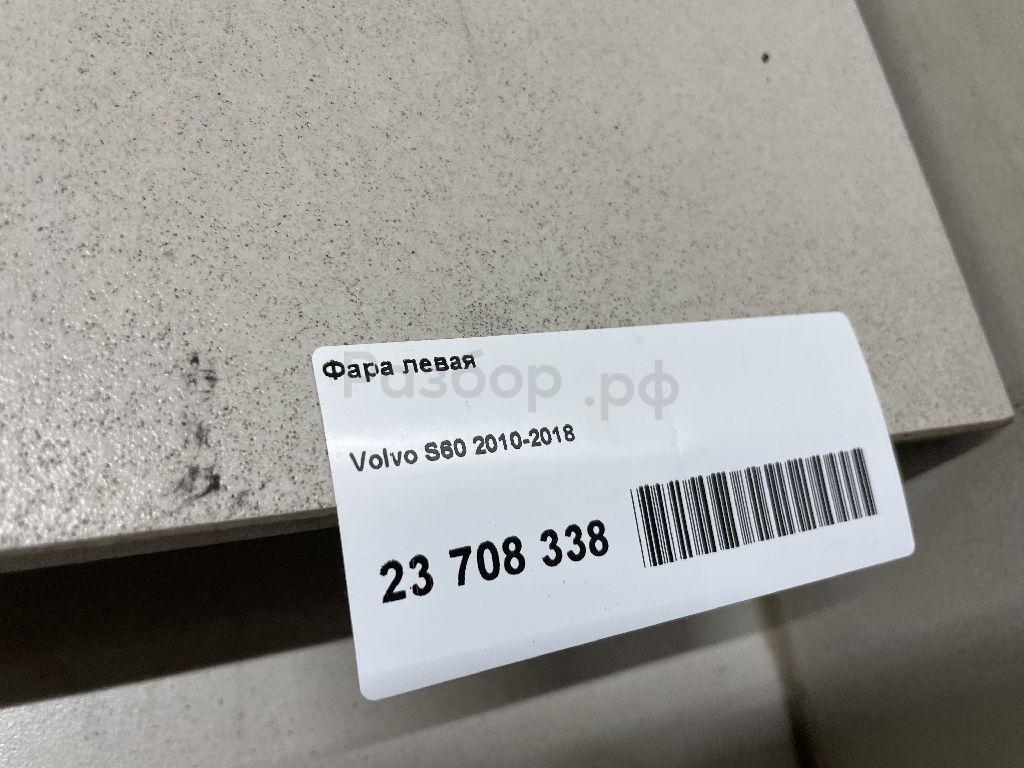 Фара левая
Разбор.рф
Volvo S60 2010-2018
23 708 338